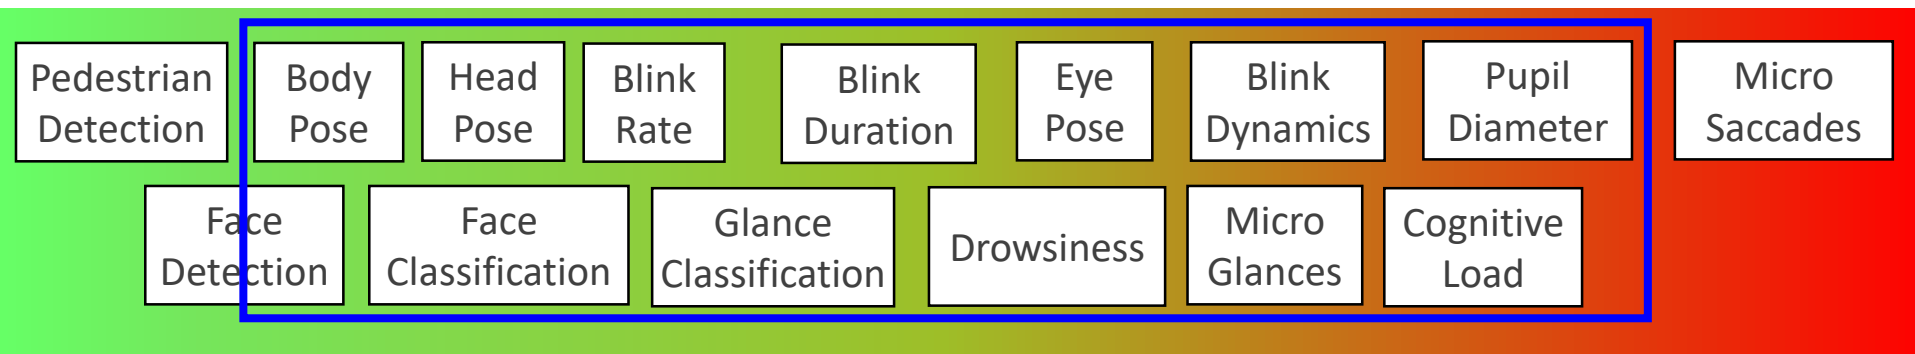 Pedestrian
Detection
Body
Pose
Head
Pose
Blink
Rate
Blink
Duration
Eye
Pose
Blink
Dynamics
Pupil
Diameter
Micro
Saccades
Face
Detection
Face
Classification
Glance
Classification
Drowsiness
Micro
Glances
Cognitive
Load